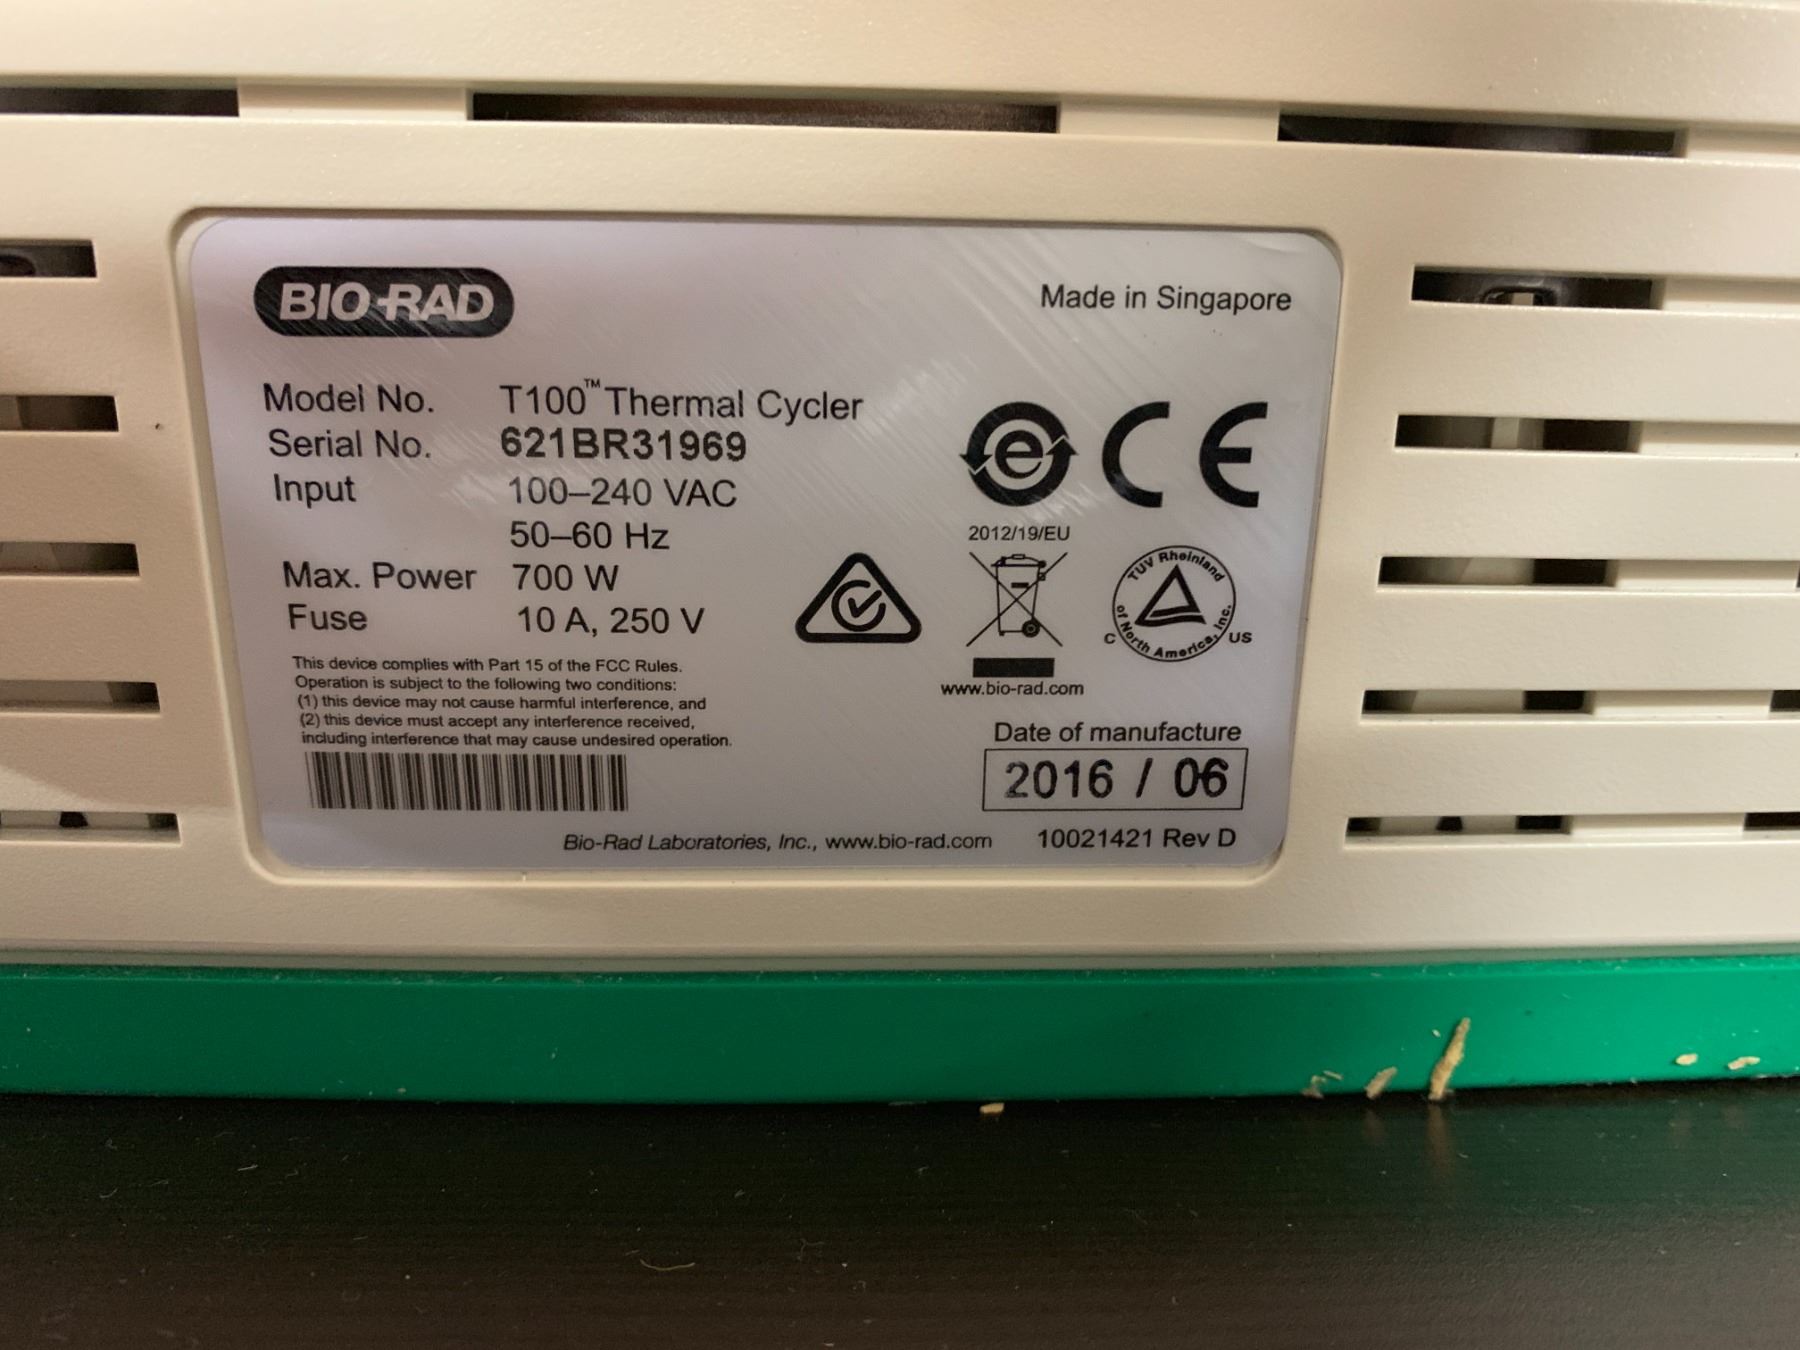 BIO-RAD
Made in Singapore
Model No. T100™ Thermal Cycler
Serial No. 621BR31969
Input 100–240 VAC
50–60 Hz
Max. Power 700 W
Fuse 10 A, 250 V
e CE
2012/19/EU
TUV Rheinland
of North America, Inc.
C US
www.bio-rad.com
This device complies with Part 15 of the FCC Rules.
Operation is subject to the following two conditions:
(1) this device may not cause harmful interference, and
(2) this device must accept any interference received,
including interference that may cause undesired operation.
Date of manufacture
2016 / 06
Bio-Rad Laboratories, Inc., www.bio-rad.com 10021421 Rev D